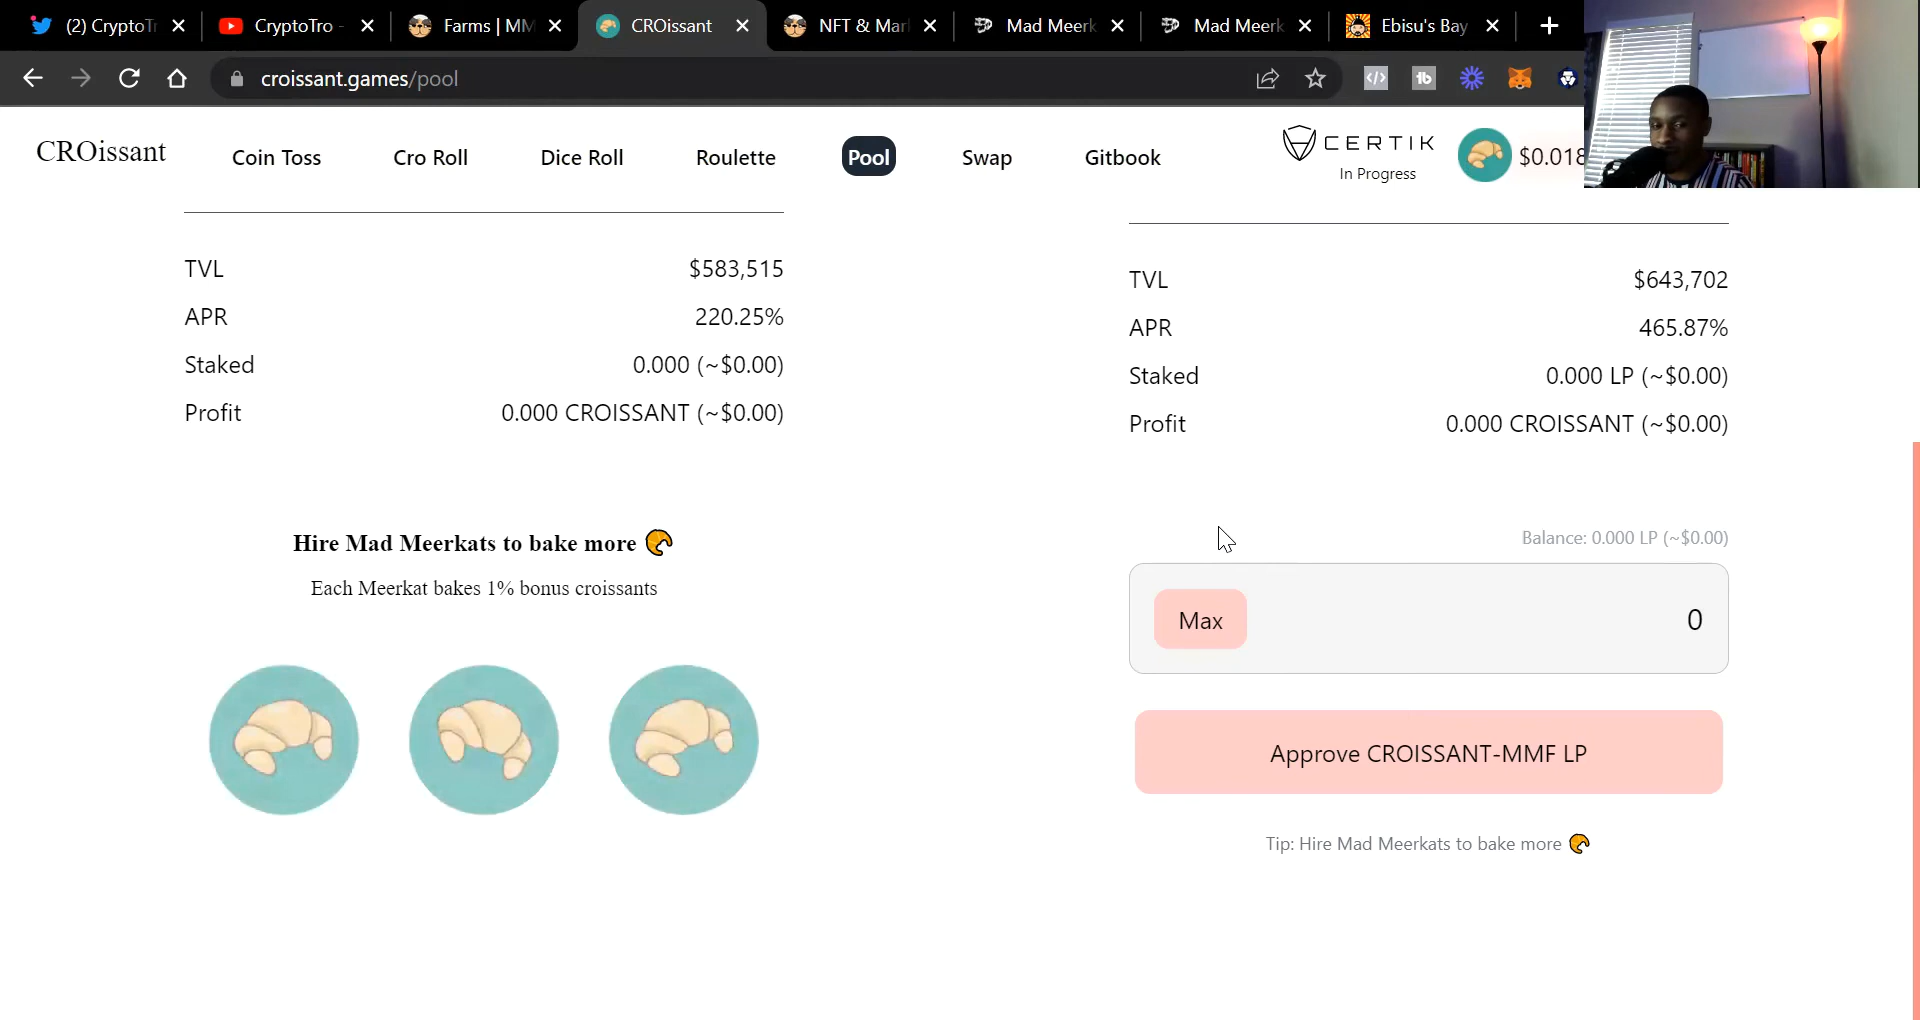 (2) CryptoTr
CryptoTro -
Farms | MM
CROissant
NFT & Mar
Mad Meerk
Mad Meerk
Ebisu's Bay
croissant.games/pool
tb
CROissant
Coin Toss
Cro Roll
Dice Roll
Roulette
Pool
Swap
Gitbook
CERTIK
In Progress
$0.018
TVL $583,515
APR 220.25%
Staked 0.000 (~$0.00)
Profit 0.000 CROISSANT (~$0.00)
Hire Mad Meerkats to bake more
Each Meerkat bakes 1% bonus croissants
TVL $643,702
APR 465.87%
Staked 0.000 LP (~$0.00)
Profit 0.000 CROISSANT (~$0.00)
Balance: 0.000 LP (~$0.00)
Max 0
Approve CROISSANT-MMF LP
Tip: Hire Mad Meerkats to bake more